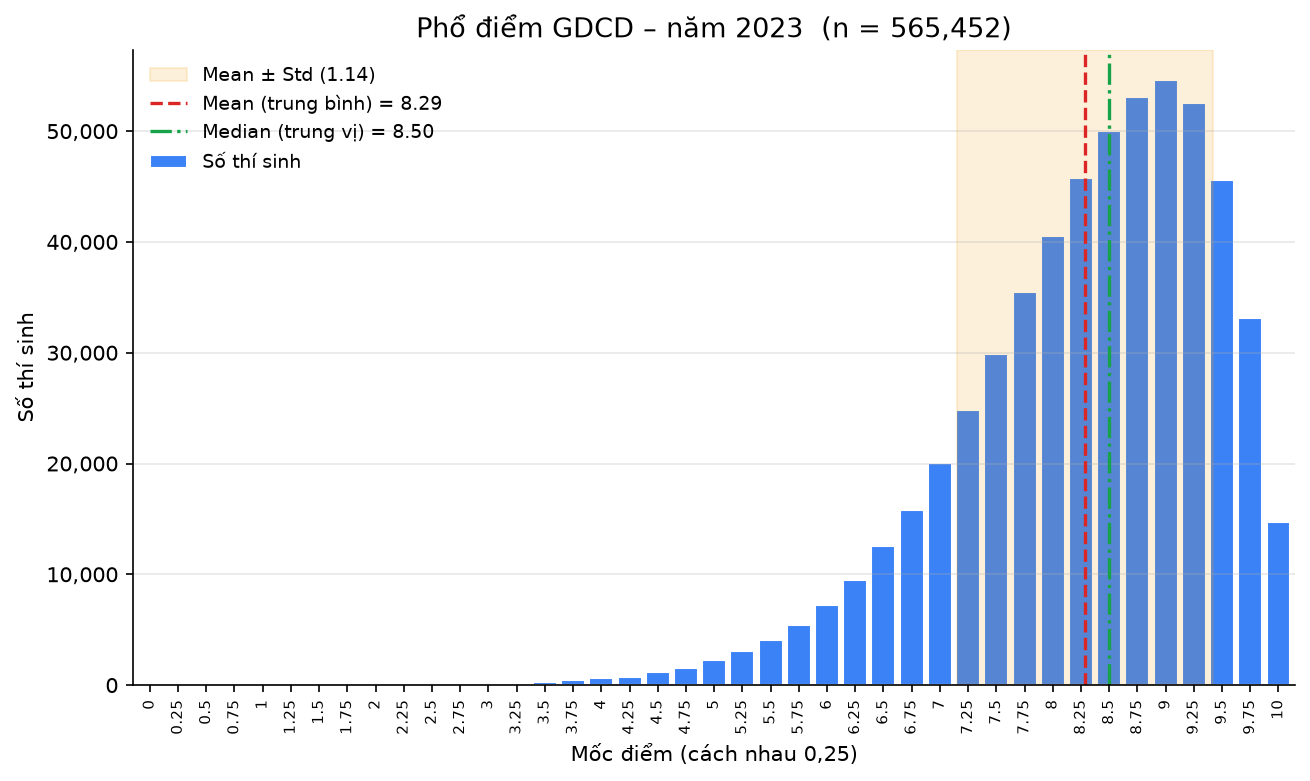 Phổ điểm GDCD – năm 2023 (n = 565,452)
Mean ± Std (1.14)
Mean (trung bình) = 8.29
Median (trung vị) = 8.50
Số thí sinh
Số thí sinh
50,000
40,000
30,000
20,000
10,000
0
0 0.25 0.5 0.75 1 1.25 1.5 1.75 2 2.25 2.5 2.75 3 3.25 3.5 3.75 4 4.25 4.5 4.75 5 5.25 5.5 5.75 6 6.25 6.5 6.75 7 7.25 7.5 7.75 8 8.25 8.5 8.75 9 9.25 9.5 9.75 10
Mốc điểm (cách nhau 0,25)